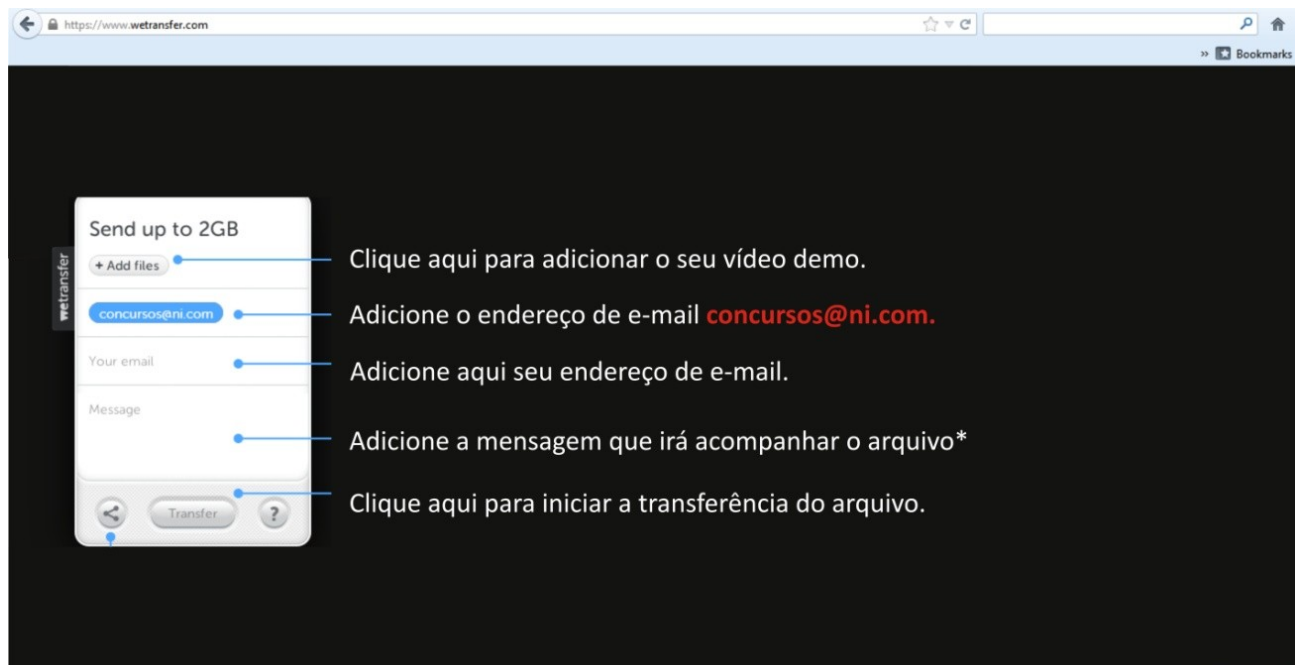 https://www.wetransfer.com
» Bookmarks
Send up to 2GB
+ Add files
Clique aqui para adicionar o seu vídeo demo.
wetransfer
concursos@ni.com
Adicione o endereço de e-mail concursos@ni.com.
Your email
Adicione aqui seu endereço de e-mail.
Message
Adicione a mensagem que irá acompanhar o arquivo*
Transfer
?
Clique aqui para iniciar a transferência do arquivo.